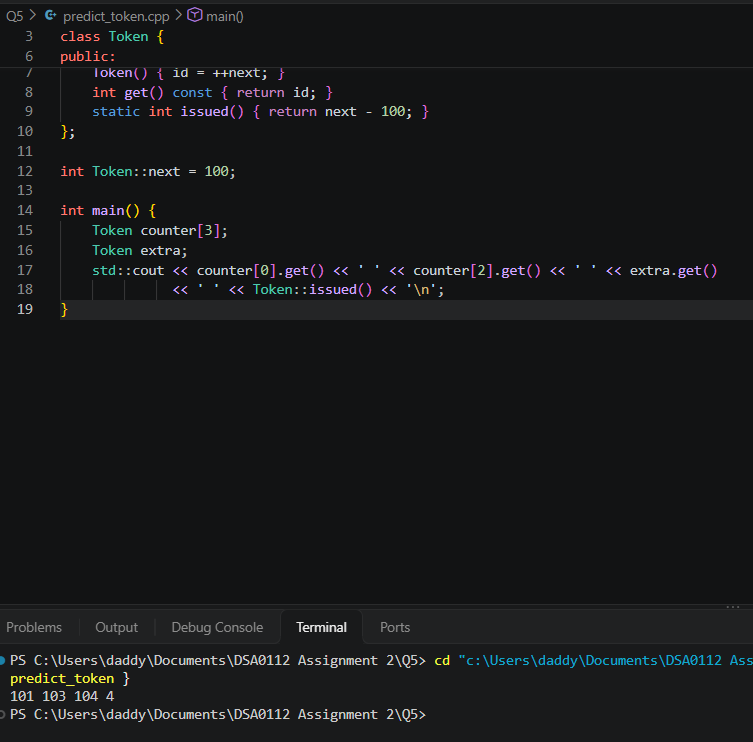 Q5 > predict_token.cpp > main()
3 class Token {
6 public:
7 Token() { id = ++next; }
8 int get() const { return id; }
9 static int issued() { return next - 100; }
10 };
11
12 int Token::next = 100;
13
14 int main() {
15 Token counter[3];
16 Token extra;
17 std::cout << counter[0].get() << ' ' << counter[2].get() << ' ' << extra.get()
18 << ' ' << Token::issued() << '\n';
19 }
Problems Output Debug Console Terminal Ports
PS C:\Users\daddy\Documents\DSA0112 Assignment 2\Q5> cd "c:\Users\daddy\Documents\DSA0112 Ass
predict_token }
101 103 104 4
PS C:\Users\daddy\Documents\DSA0112 Assignment 2\Q5>